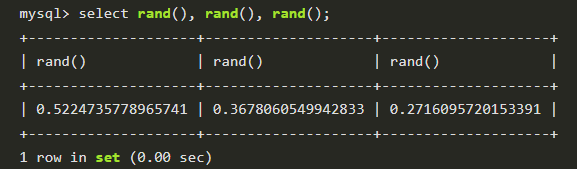 mysql> select rand(), rand(), rand();
+--------------------+--------------------+--------------------+
| rand()             | rand()             | rand()             |
+--------------------+--------------------+--------------------+
| 0.5224735778965741 | 0.3678060549942833 | 0.2716095720153391 |
+--------------------+--------------------+--------------------+
1 row in set (0.00 sec)